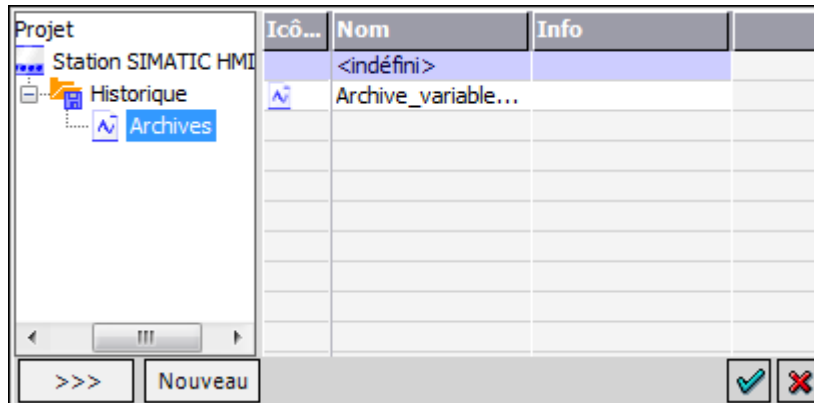 Projet
Station SIMATIC HMI
Historique
Archives
Icô... Nom Info
<indéfini>
Archive_variable...
>>> Nouveau